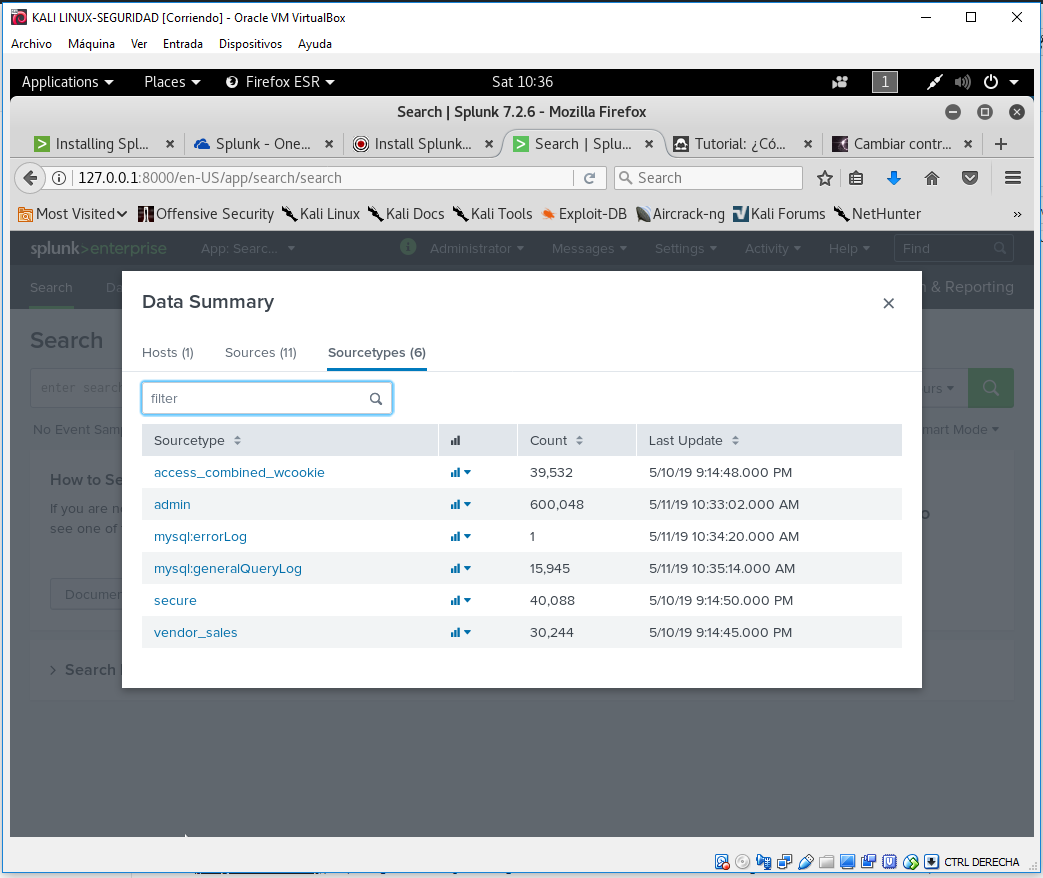 KALI LINUX-SEGURIDAD [Corriendo] - Oracle VM VirtualBox
Archivo Máquina Ver Entrada Dispositivos Ayuda
Applications Places Firefox ESR Sat 10:36 1
Search | Splunk 7.2.6 - Mozilla Firefox
Installing Spl... Splunk - One... Install Splunk... Search | Splu... Tutorial: ¿Có... Cambiar contr...
127.0.0.1:8000/en-US/app/search/search Search
Most Visited Offensive Security Kali Linux Kali Docs Kali Tools Exploit-DB Aircrack-ng Kali Forums NetHunter »
splunk>enterprise App: Searc... Administrator Messages Settings Activity Help Find
Search Da & Reporting
Data Summary
Search
Hosts (1) Sources (11) Sourcetypes (6)
enter search urs
filter
No Event Samp mart Mode
Sourcetype Count Last Update
access_combined_wcookie 39,532 5/10/19 9:14:48.000 PM
How to Se
admin 600,048 5/11/19 10:33:02.000 AM
If you are ne
see one of
mysql:errorLog 1 5/11/19 10:34:20.000 AM
mysql:generalQueryLog 15,945 5/11/19 10:35:14.000 AM
Documen
secure 40,088 5/10/19 9:14:50.000 PM
vendor_sales 30,244 5/10/19 9:14:45.000 PM
Search
CTRL DERECHA